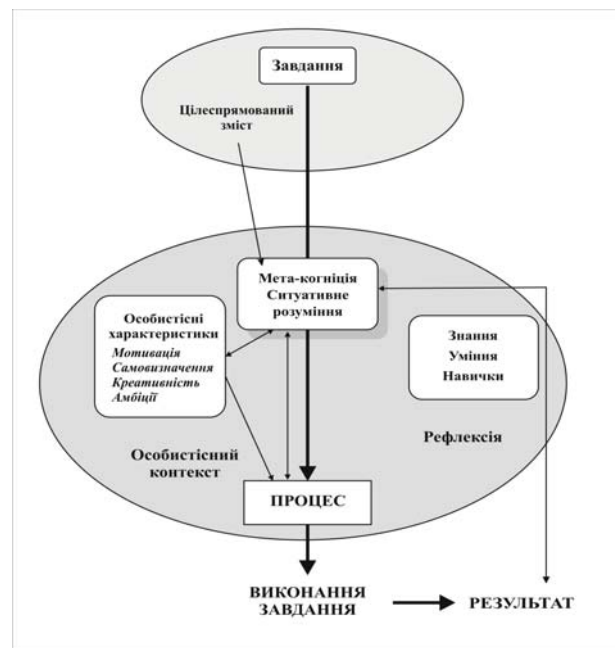 Завдання
Цілеспрямований
зміст
Мета-когніція
Ситуативне
розуміння
Особистісні
характеристики
Мотивація
Самовизначення
Креативність
Амбіції
Знання
Уміння
Навички
Рефлексія
Особистісний
контекст
ПРОЦЕС
ВИКОНАННЯ
ЗАВДАННЯ
РЕЗУЛЬТАТ